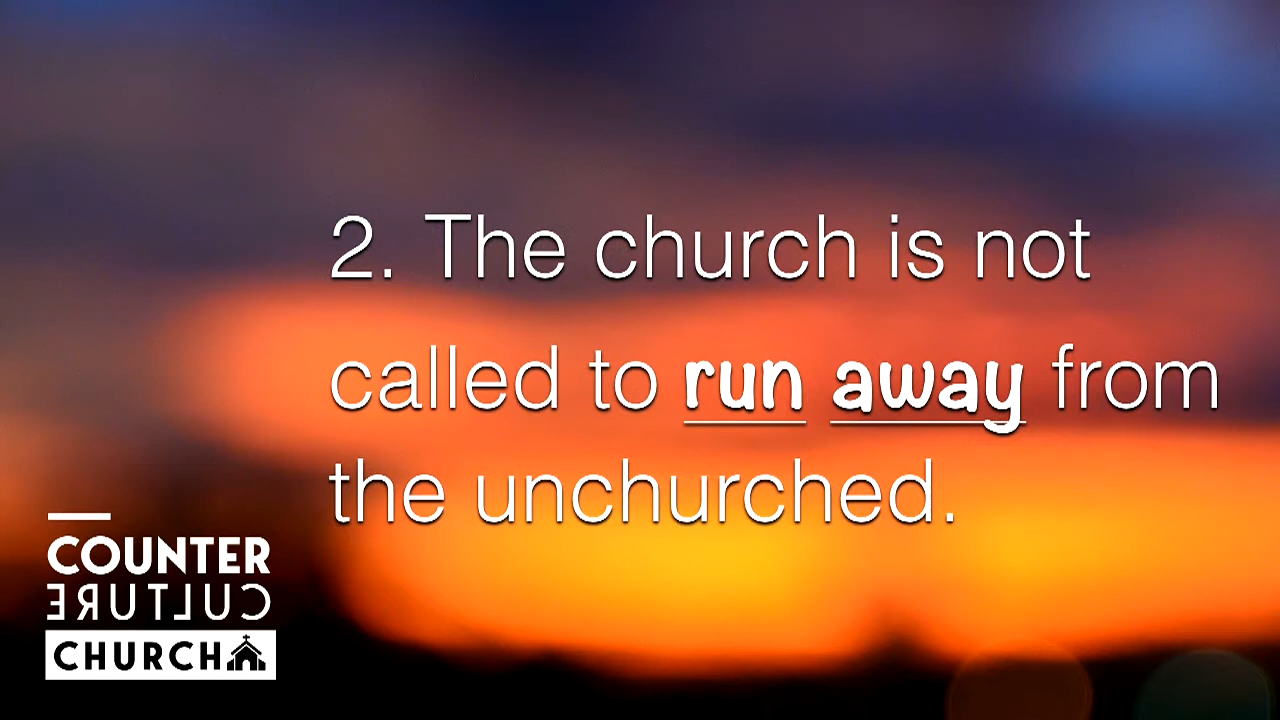 2. The church is not
called to run away from
the unchurched.
COUNTER
CULTURE
CHURCH